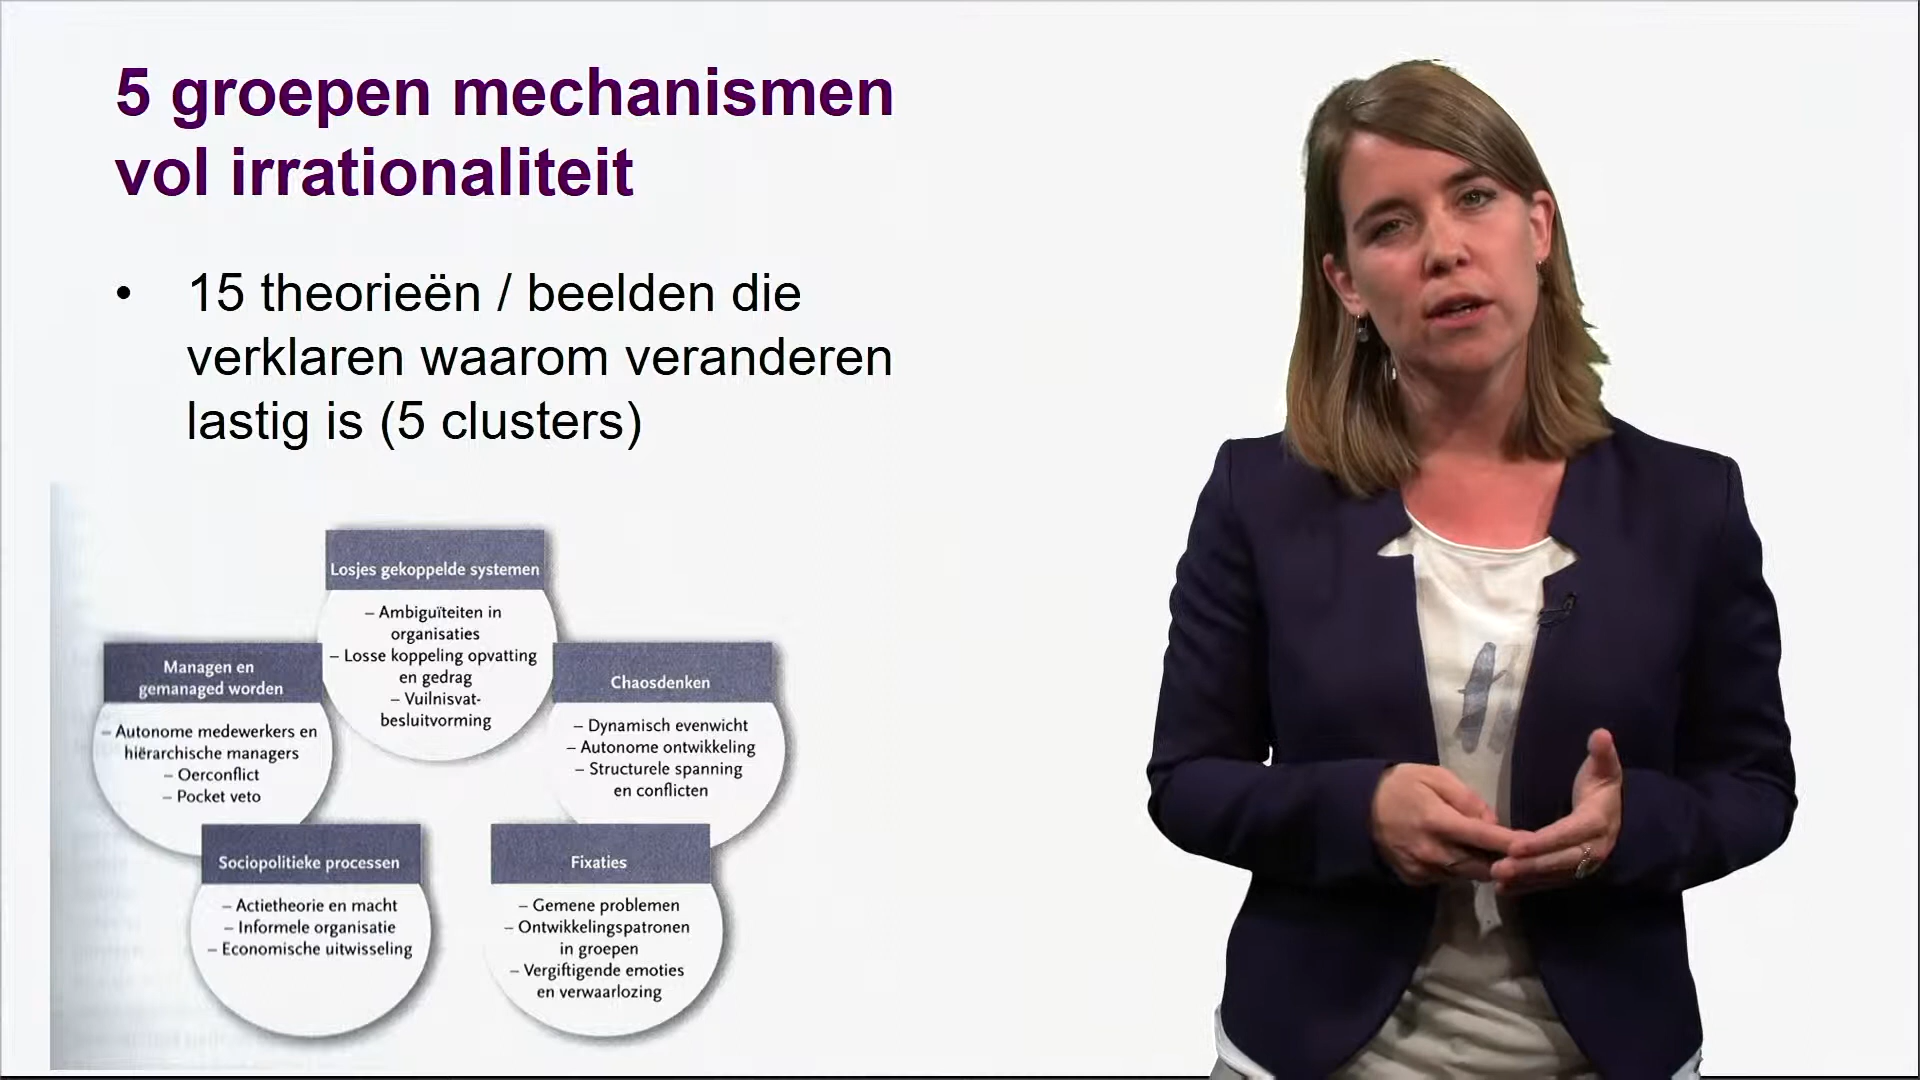 5 groepen mechanismen
vol irrationaliteit
• 15 theorieën / beelden die
verklaren waarom veranderen
lastig is (5 clusters)
Losjes gekoppelde systemen
– Ambiguïteiten in
organisaties
– Losse koppeling opvatting
en gedrag
– Vuilnisvat-
besluitvorming
Managen en
gemanaged worden
– Autonome medewerkers en
hiërarchische managers
– Oerconflict
– Pocket veto
Chaosdenken
– Dynamisch evenwicht
– Autonome ontwikkeling
– Structurele spanning
en conflicten
Sociopolitieke processen
– Actietheorie en macht
– Informele organisatie
– Economische uitwisseling
Fixaties
– Gemene problemen
– Ontwikkelingspatronen
in groepen
– Vergiftigende emoties
en verwaarlozing